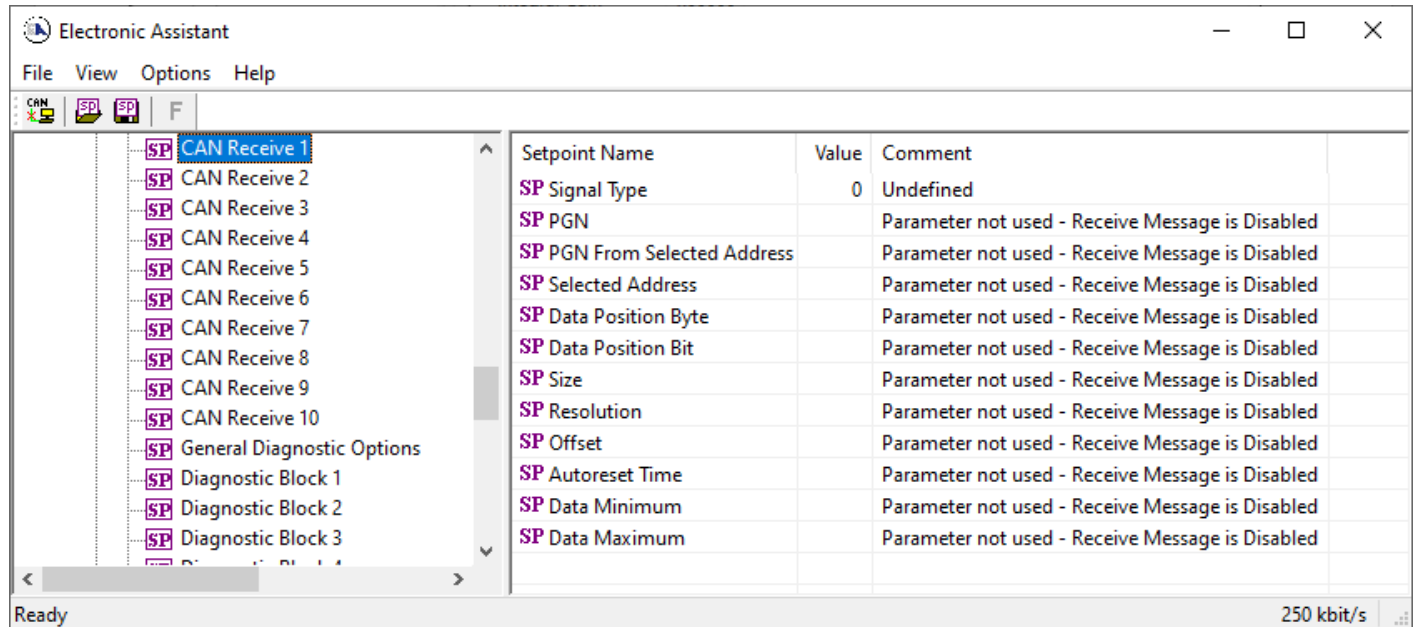 Electronic Assistant
File View Options Help
CAN SP SP F
SP CAN Receive 1
SP CAN Receive 2
SP CAN Receive 3
SP CAN Receive 4
SP CAN Receive 5
SP CAN Receive 6
SP CAN Receive 7
SP CAN Receive 8
SP CAN Receive 9
SP CAN Receive 10
SP General Diagnostic Options
SP Diagnostic Block 1
SP Diagnostic Block 2
SP Diagnostic Block 3
Setpoint Name Value Comment
SP Signal Type 0 Undefined
SP PGN Parameter not used - Receive Message is Disabled
SP PGN From Selected Address Parameter not used - Receive Message is Disabled
SP Selected Address Parameter not used - Receive Message is Disabled
SP Data Position Byte Parameter not used - Receive Message is Disabled
SP Data Position Bit Parameter not used - Receive Message is Disabled
SP Size Parameter not used - Receive Message is Disabled
SP Resolution Parameter not used - Receive Message is Disabled
SP Offset Parameter not used - Receive Message is Disabled
SP Autoreset Time Parameter not used - Receive Message is Disabled
SP Data Minimum Parameter not used - Receive Message is Disabled
SP Data Maximum Parameter not used - Receive Message is Disabled
Ready 250 kbit/s